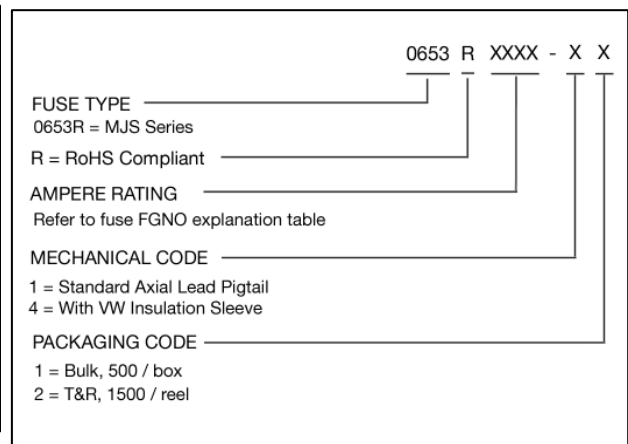 0653 R XXXX - X X
FUSE TYPE
0653R = MJS Series
R = RoHS Compliant
AMPERE RATING
Refer to fuse FGNO explanation table
MECHANICAL CODE
1 = Standard Axial Lead Pigtail
4 = With VW Insulation Sleeve
PACKAGING CODE
1 = Bulk, 500 / box
2 = T&R, 1500 / reel